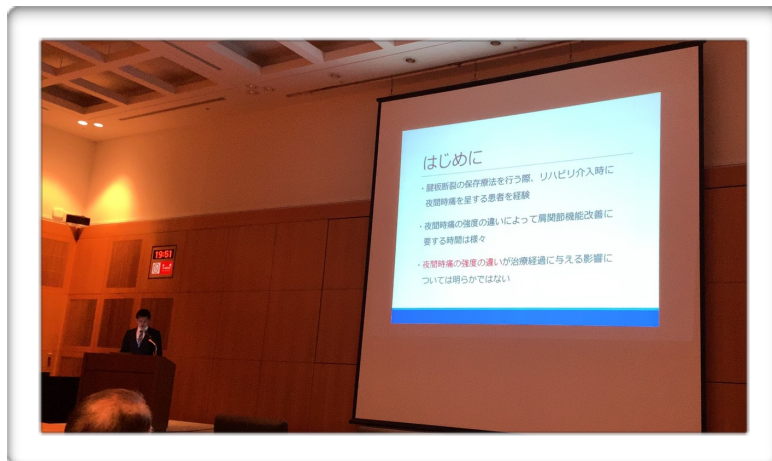 はじめに
・腱板断裂の保存療法を行う際、リハビリ介入時に
夜間時痛を呈する患者を経験
・夜間時痛の強度の違いによって肩関節機能改善に
要する時間は様々
・夜間時痛の強度の違いが治療経過に与える影響に
ついては明らかではない
19:51